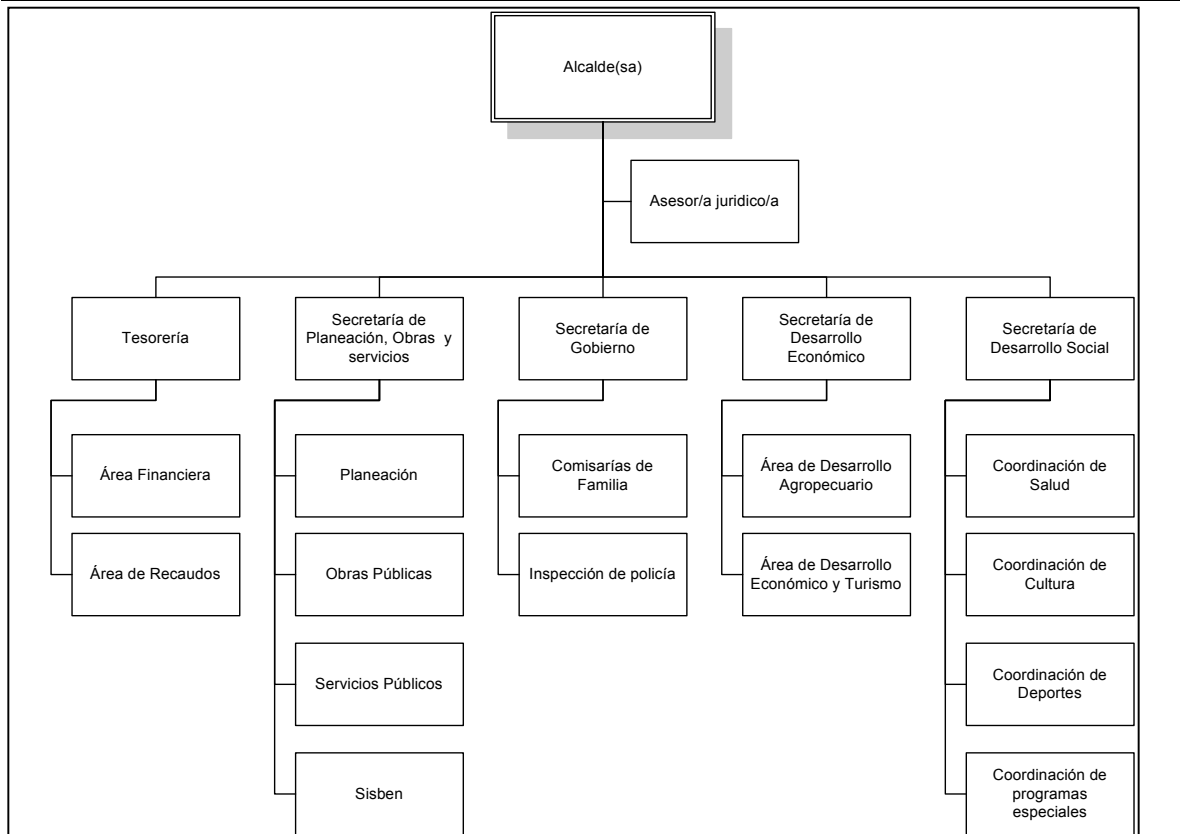 Alcalde(sa)
Asesor/a juridico/a
Tesorería
Secretaría de
Planeación, Obras y
servicios
Secretaría de
Gobierno
Secretaría de
Desarrollo
Económico
Secretaría de
Desarrollo Social
Área Financiera
Planeación
Comisarías de
Familia
Área de Desarrollo
Agropecuario
Coordinación de
Salud
Área de Recaudos
Obras Públicas
Inspección de policía
Área de Desarrollo
Económico y Turismo
Coordinación de
Cultura
Servicios Públicos
Coordinación de
Deportes
Sisben
Coordinación de
programas
especiales